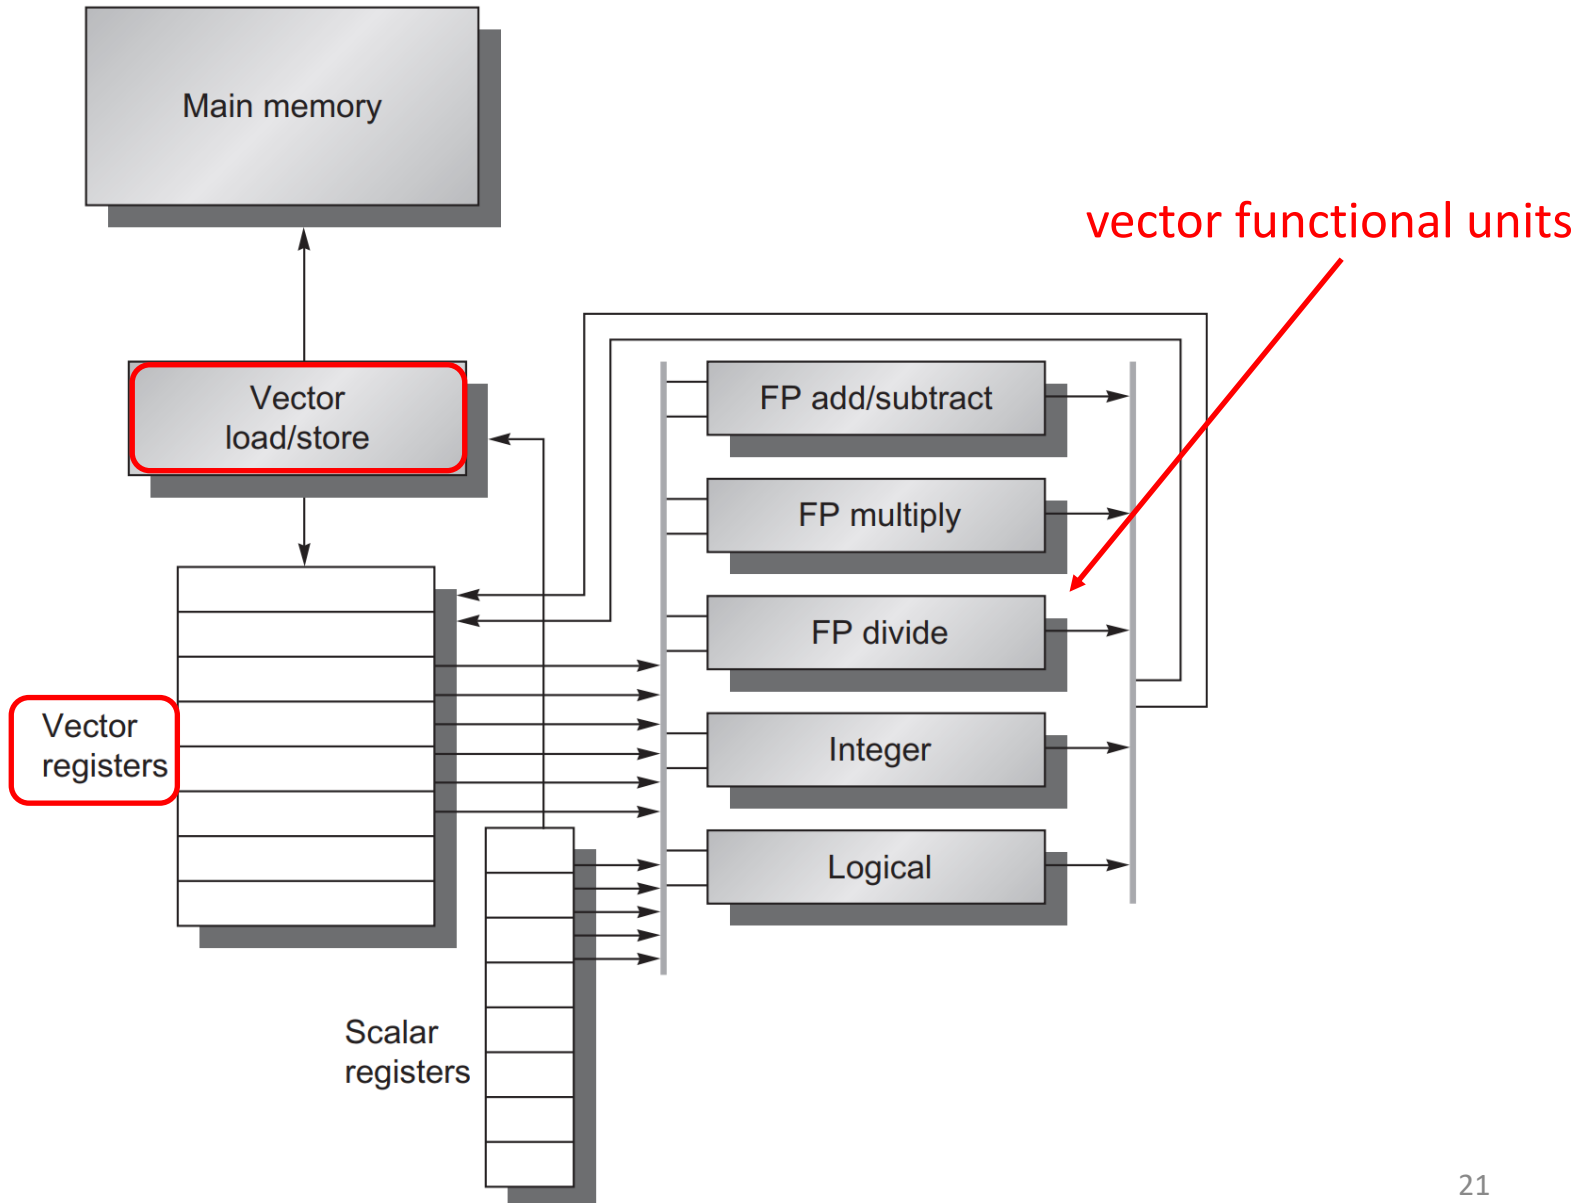 Main memory
vector functional units
Vector
load/store
FP add/subtract
FP multiply
FP divide
Vector
registers
Integer
Logical
Scalar
registers
21